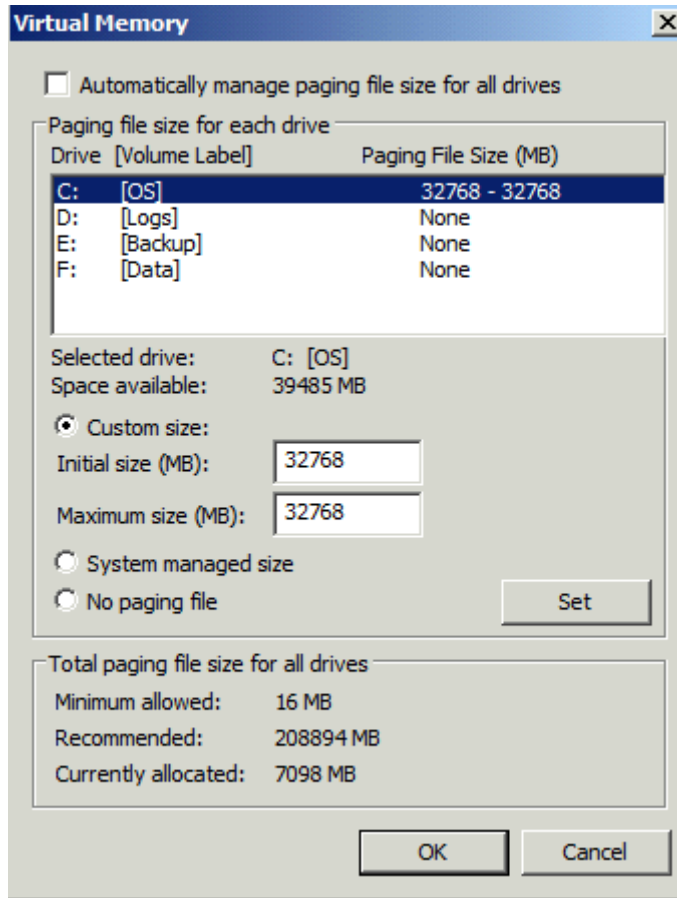 Virtual Memory
Automatically manage paging file size for all drives
Paging file size for each drive
Drive [Volume Label] Paging File Size (MB)
C: [OS] 32768 - 32768
D: [Logs] None
E: [Backup] None
F: [Data] None
Selected drive: C: [OS]
Space available: 39485 MB
Custom size:
Initial size (MB): 32768
Maximum size (MB): 32768
System managed size
No paging file Set
Total paging file size for all drives
Minimum allowed: 16 MB
Recommended: 208894 MB
Currently allocated: 7098 MB
OK Cancel